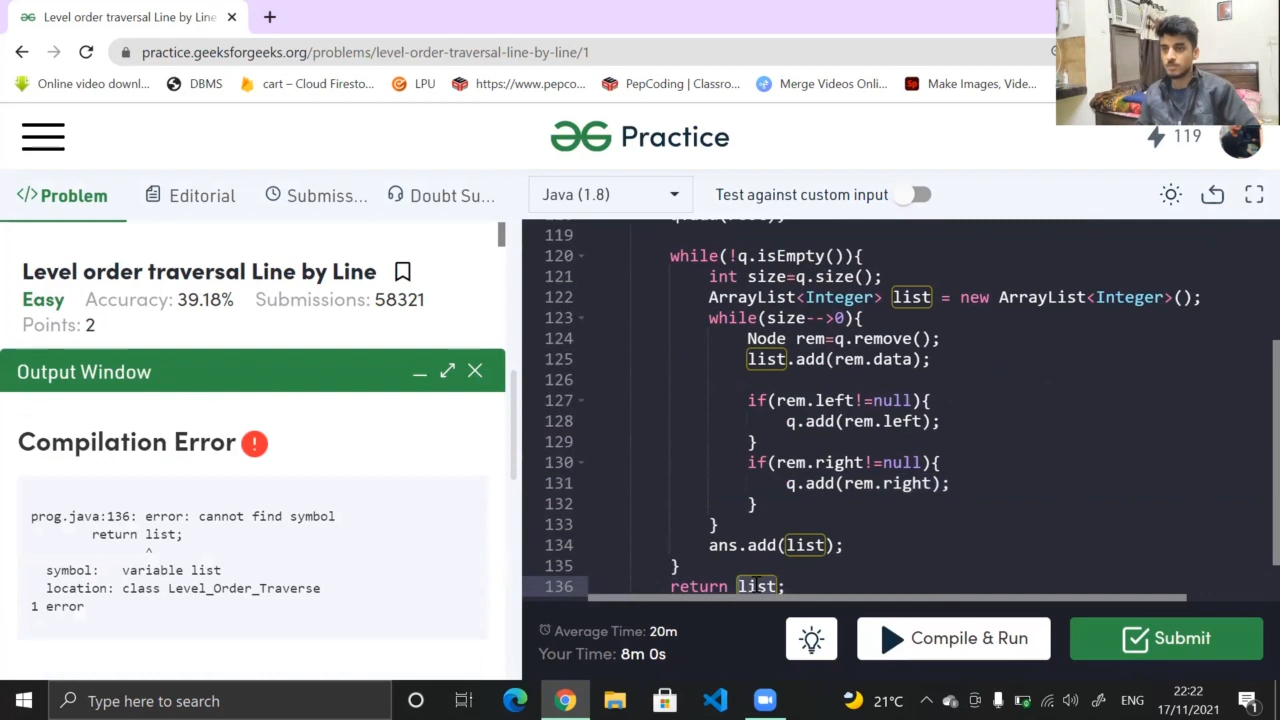 Level order traversal Line by Line
practice.geeksforgeeks.org/problems/level-order-traversal-line-by-line/1
Online video downl...
DBMS
cart – Cloud Firesto...
LPU
https://www.pepco...
PepCoding | Classro...
Merge Videos Onli...
Make Images, Vide...
Practice
119
</>Problem
Editorial
Submiss...
Doubt Su...
Java (1.8)
Test against custom input
Level order traversal Line by Line
Easy Accuracy: 39.18% Submissions: 58321
Points: 2
Output Window
Compilation Error
prog.java:136: error: cannot find symbol
return list;
^
symbol: variable list
location: class Level_Order_Traverse
1 error
119
120 while(!q.isEmpty()){
121 int size=q.size();
122 ArrayList<Integer> list = new ArrayList<Integer>();
123 while(size-->0){
124 Node rem=q.remove();
125 list.add(rem.data);
126
127 if(rem.left!=null){
128 q.add(rem.left);
129 }
130 if(rem.right!=null){
131 q.add(rem.right);
132 }
133 }
134 ans.add(list);
135 }
136 return list;
Average Time: 20m
Your Time: 8m 0s
Compile & Run
Submit
Type here to search
21°C
ENG
22:22
17/11/2021
1